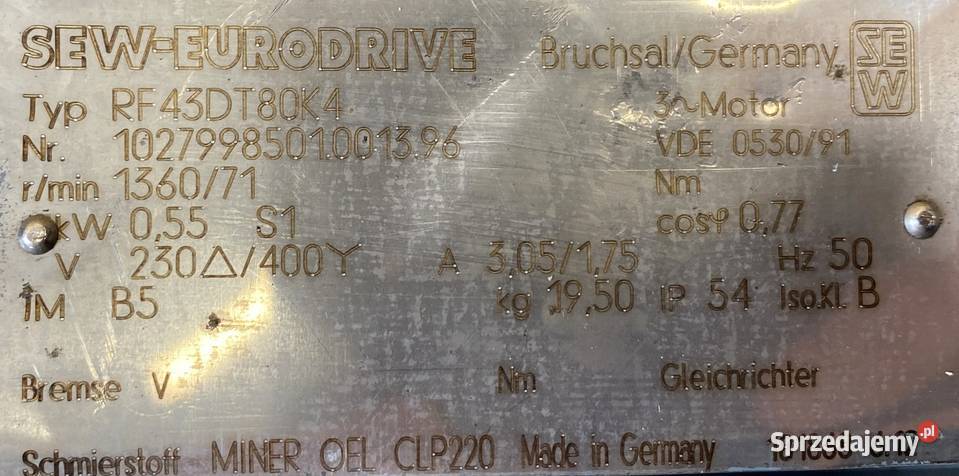 SEW-EURODRIVE Bruchsal/Germany SEW
Typ RF43DT80K4 3~Motor
Nr. 1027998501.0013.96 VDE 0530/91
r/min 1360/71 Nm
kW 0,55 S1 cosφ 0,77
V 230△/400Y A 3,05/1,75 Hz 50
IM B5 kg 19,50 IP 54 Iso.Kl. B
Bremse V Nm Gleichrichter
Schmierstoff MINER OEL CLP220 Made in Germany
Sprzedajemy.pl